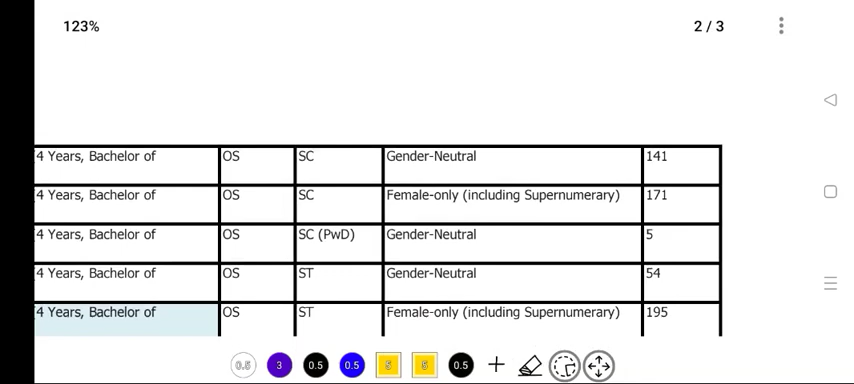 123% 2 / 3
4 Years, Bachelor of OS SC Gender-Neutral 141
4 Years, Bachelor of OS SC Female-only (including Supernumerary) 171
4 Years, Bachelor of OS SC (PwD) Gender-Neutral 5
4 Years, Bachelor of OS ST Gender-Neutral 54
4 Years, Bachelor of OS ST Female-only (including Supernumerary) 195
0.5 3 0.5 0.5 5 5 0.5